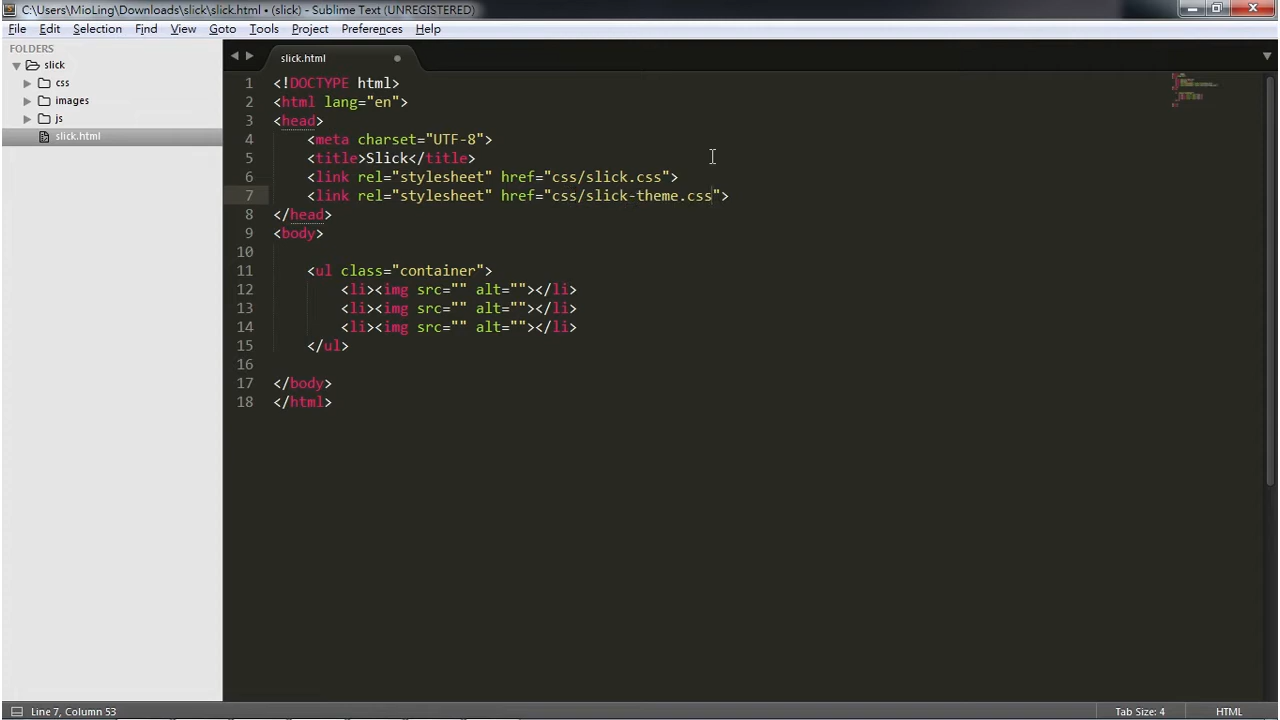 C:\Users\MioLing\Downloads\slick\slick.html • (slick) - Sublime Text (UNREGISTERED)
File Edit Selection Find View Goto Tools Project Preferences Help
FOLDERS
slick
css
images
js
slick.html
slick.html
1 <!DOCTYPE html>
2 <html lang="en">
3 <head>
4 <meta charset="UTF-8">
5 <title>Slick</title>
6 <link rel="stylesheet" href="css/slick.css">
7 <link rel="stylesheet" href="css/slick-theme.css">
8 </head>
9 <body>
10
11 <ul class="container">
12 <li><img src="" alt=""></li>
13 <li><img src="" alt=""></li>
14 <li><img src="" alt=""></li>
15 </ul>
16
17 </body>
18 </html>
Line 7, Column 53
Tab Size: 4
HTML